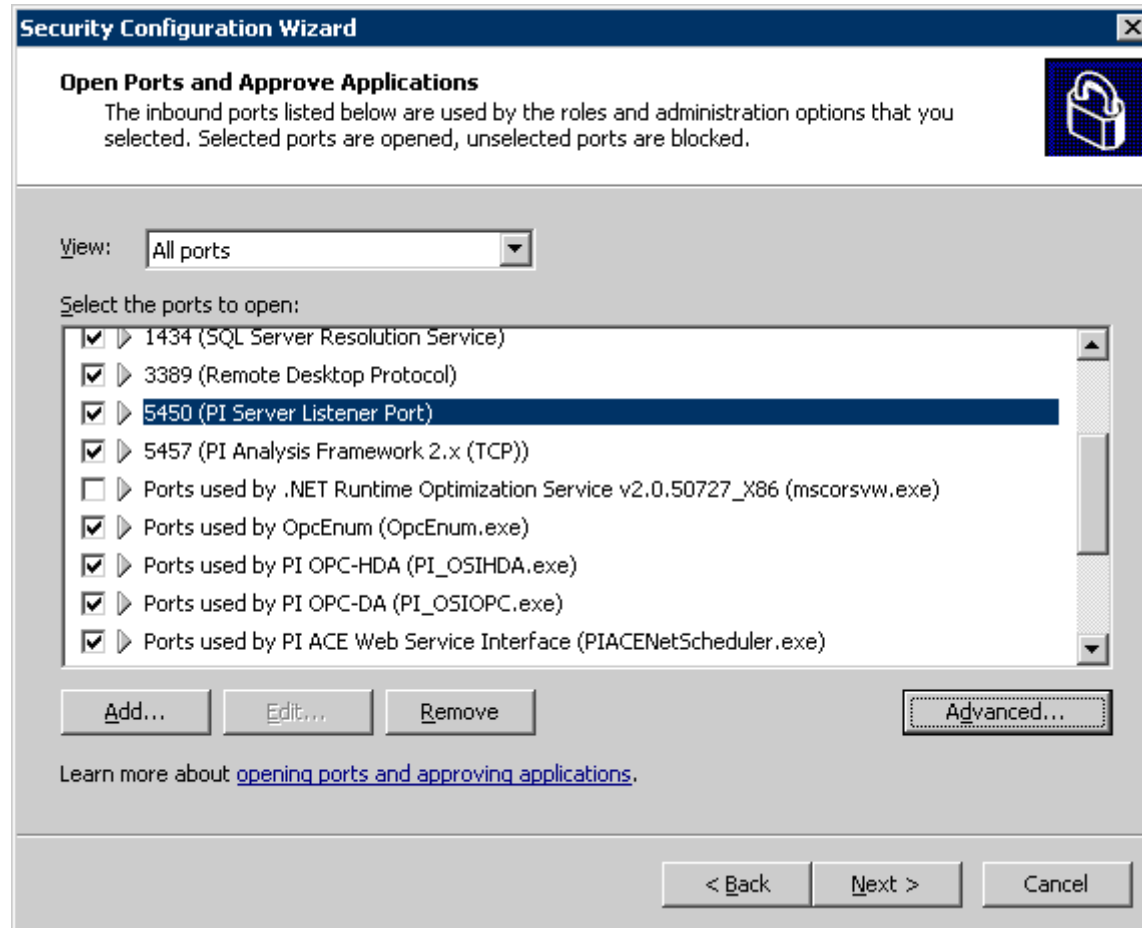 Security Configuration Wizard
Open Ports and Approve Applications
The inbound ports listed below are used by the roles and administration options that you
selected. Selected ports are opened, unselected ports are blocked.
View:
All ports
Select the ports to open:
1434 (SQL Server Resolution Service)
3389 (Remote Desktop Protocol)
5450 (PI Server Listener Port)
5457 (PI Analysis Framework 2.x (TCP))
Ports used by .NET Runtime Optimization Service v2.0.50727_X86 (mscorsvw.exe)
Ports used by OpcEnum (OpcEnum.exe)
Ports used by PI OPC-HDA (PI_OSIHDA.exe)
Ports used by PI OPC-DA (PI_OSIOPC.exe)
Ports used by PI ACE Web Service Interface (PIACENetScheduler.exe)
Add... Edit... Remove Advanced...
Learn more about opening ports and approving applications.
< Back Next > Cancel